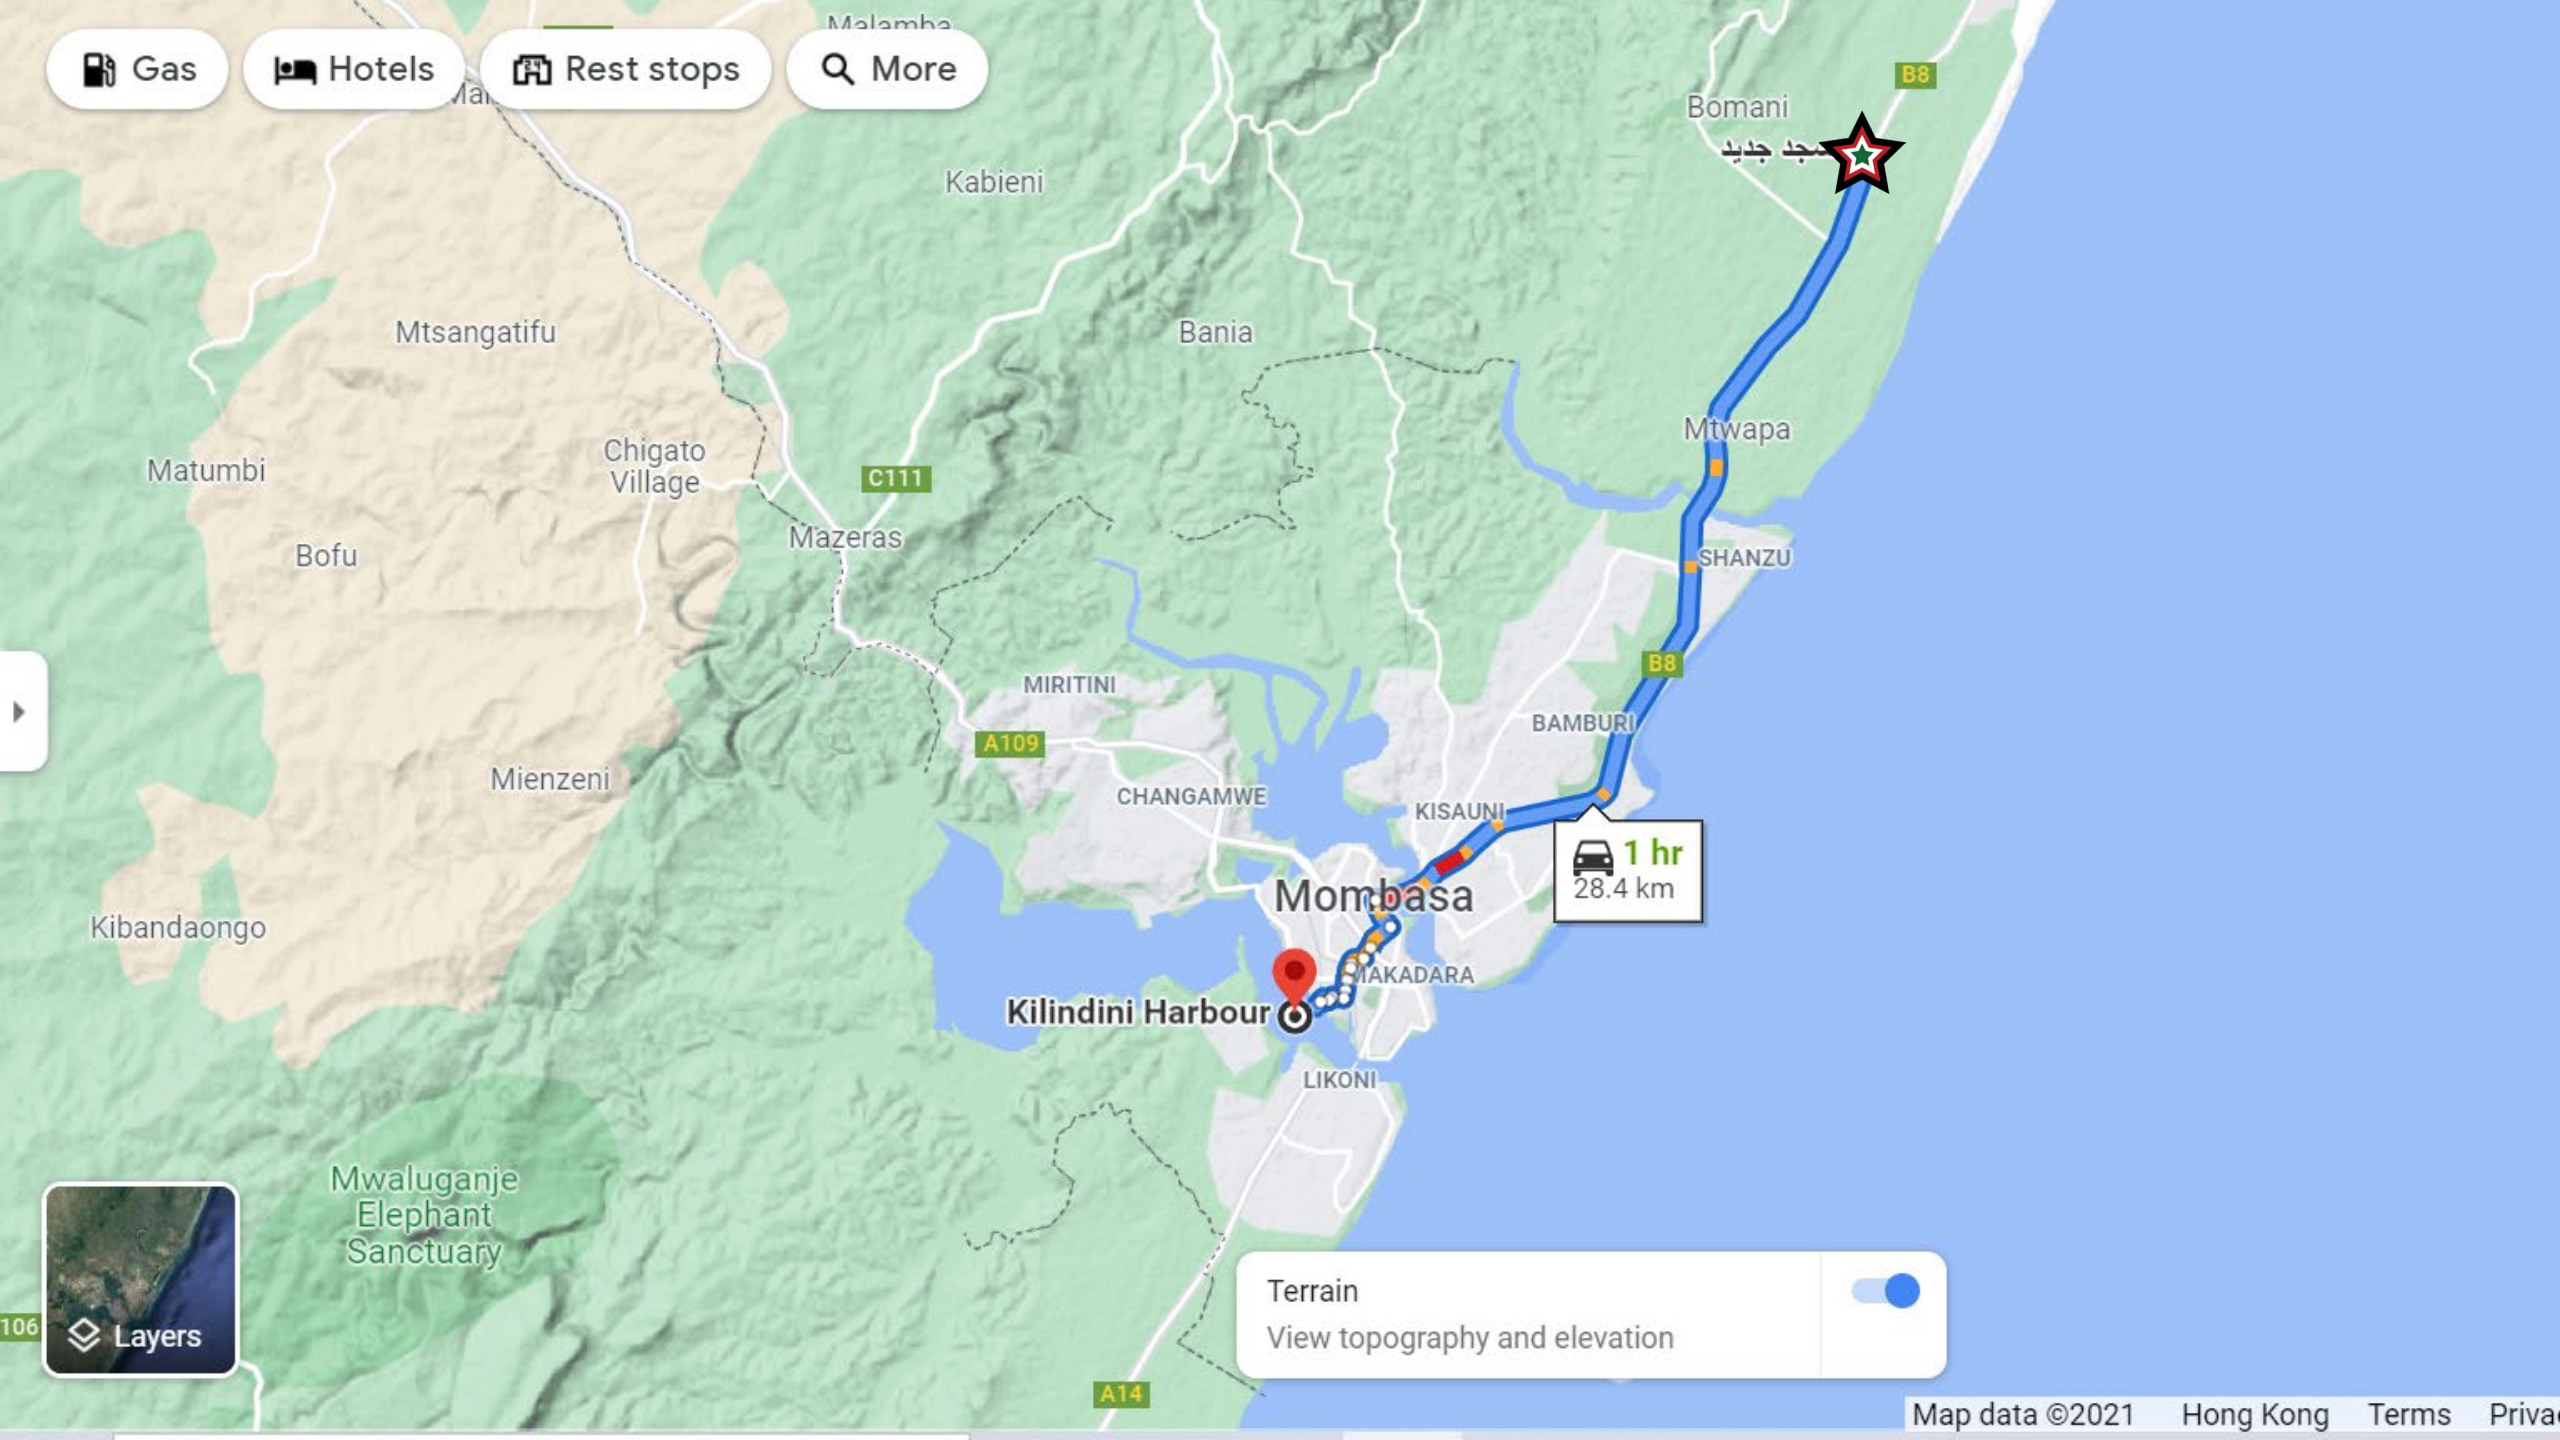 Malamba
Gas
Hotels
Rest stops
More
B8
Bomani
جديد
Kabieni
Mtsangatifu
Bania
Mtwapa
Chigato
Village
Matumbi
C111
Mazeras
Bofu
SHANZU
B8
MIRITINI
BAMBURI
A109
Mienzeni
CHANGAMWE
KISAUNI
1 hr
28.4 km
Mombasa
Kibandaongo
MAKADARA
Kilindini Harbour
LIKONI
Mwaluganje
Elephant
Sanctuary
Terrain
View topography and elevation
106
Layers
A14
Map data ©2021 Hong Kong Terms